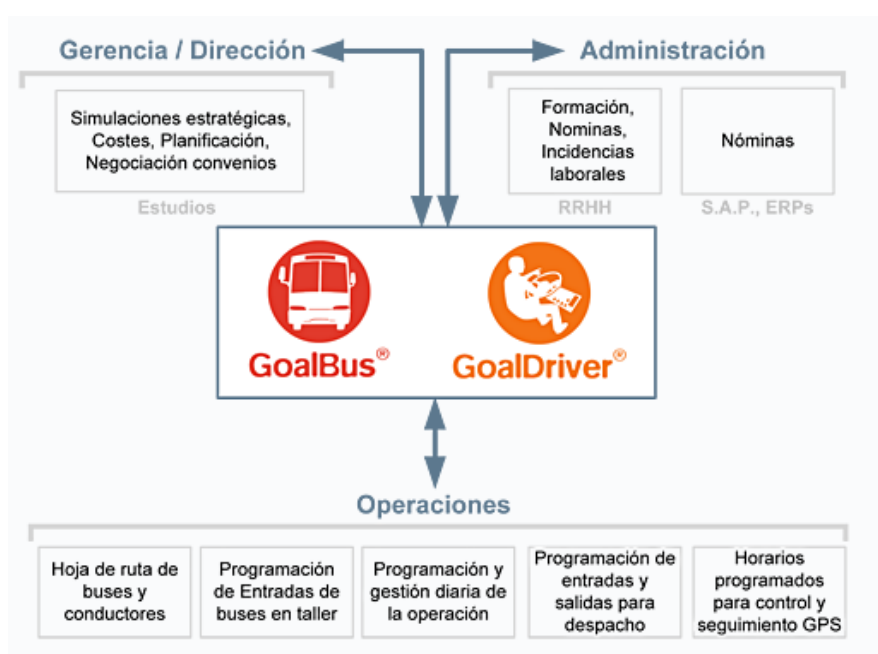 Gerencia / Dirección
Administración
Simulaciones estratégicas,
Costes, Planificación,
Negociación convenios
Estudios
Formación,
Nominas,
Incidencias
laborales
RRHH
Nóminas
S.A.P., ERPs
GoalBus®
GoalDriver®
Operaciones
Hoja de ruta de
buses y
conductores
Programación
de Entradas de
buses en taller
Programación y
gestión diaria de
la operación
Programación de
entradas y
salidas para
despacho
Horarios
programados
para control y
seguimiento GPS